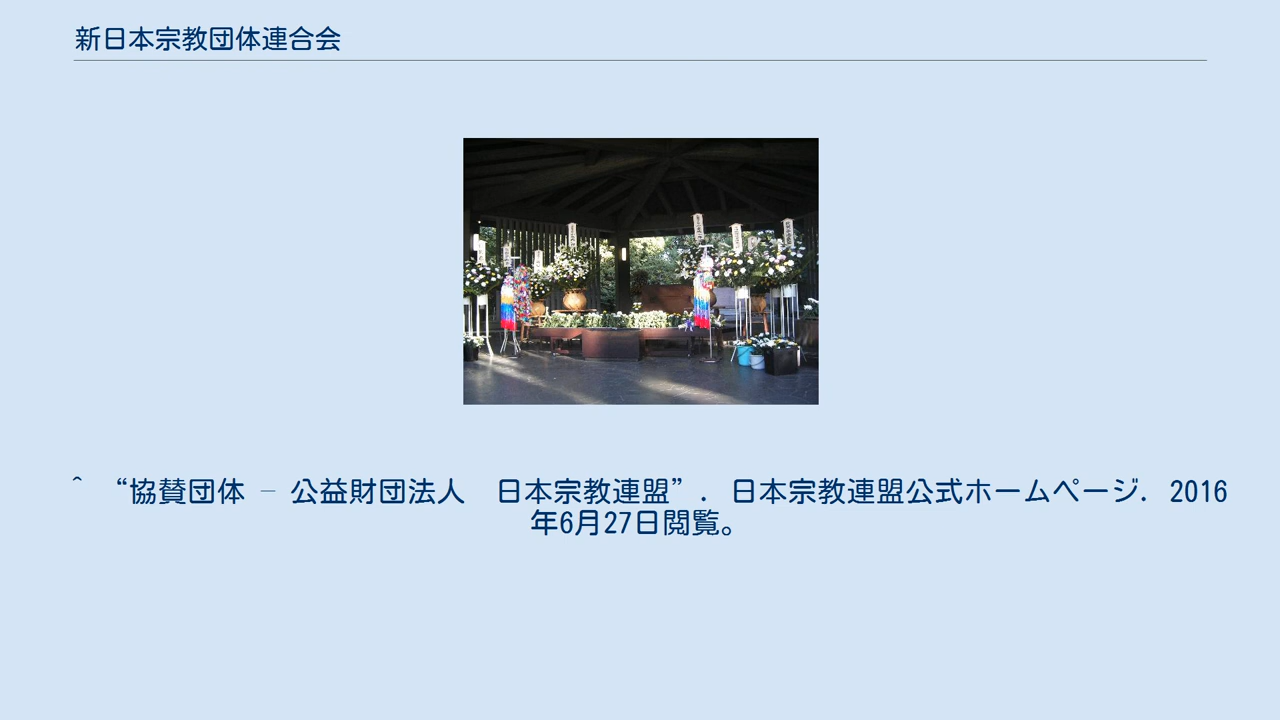 新日本宗教団体連合会
^ “協賛団体 – 公益財団法人　日本宗教連盟”. 日本宗教連盟公式ホームページ. 2016
年6月27日閲覧。